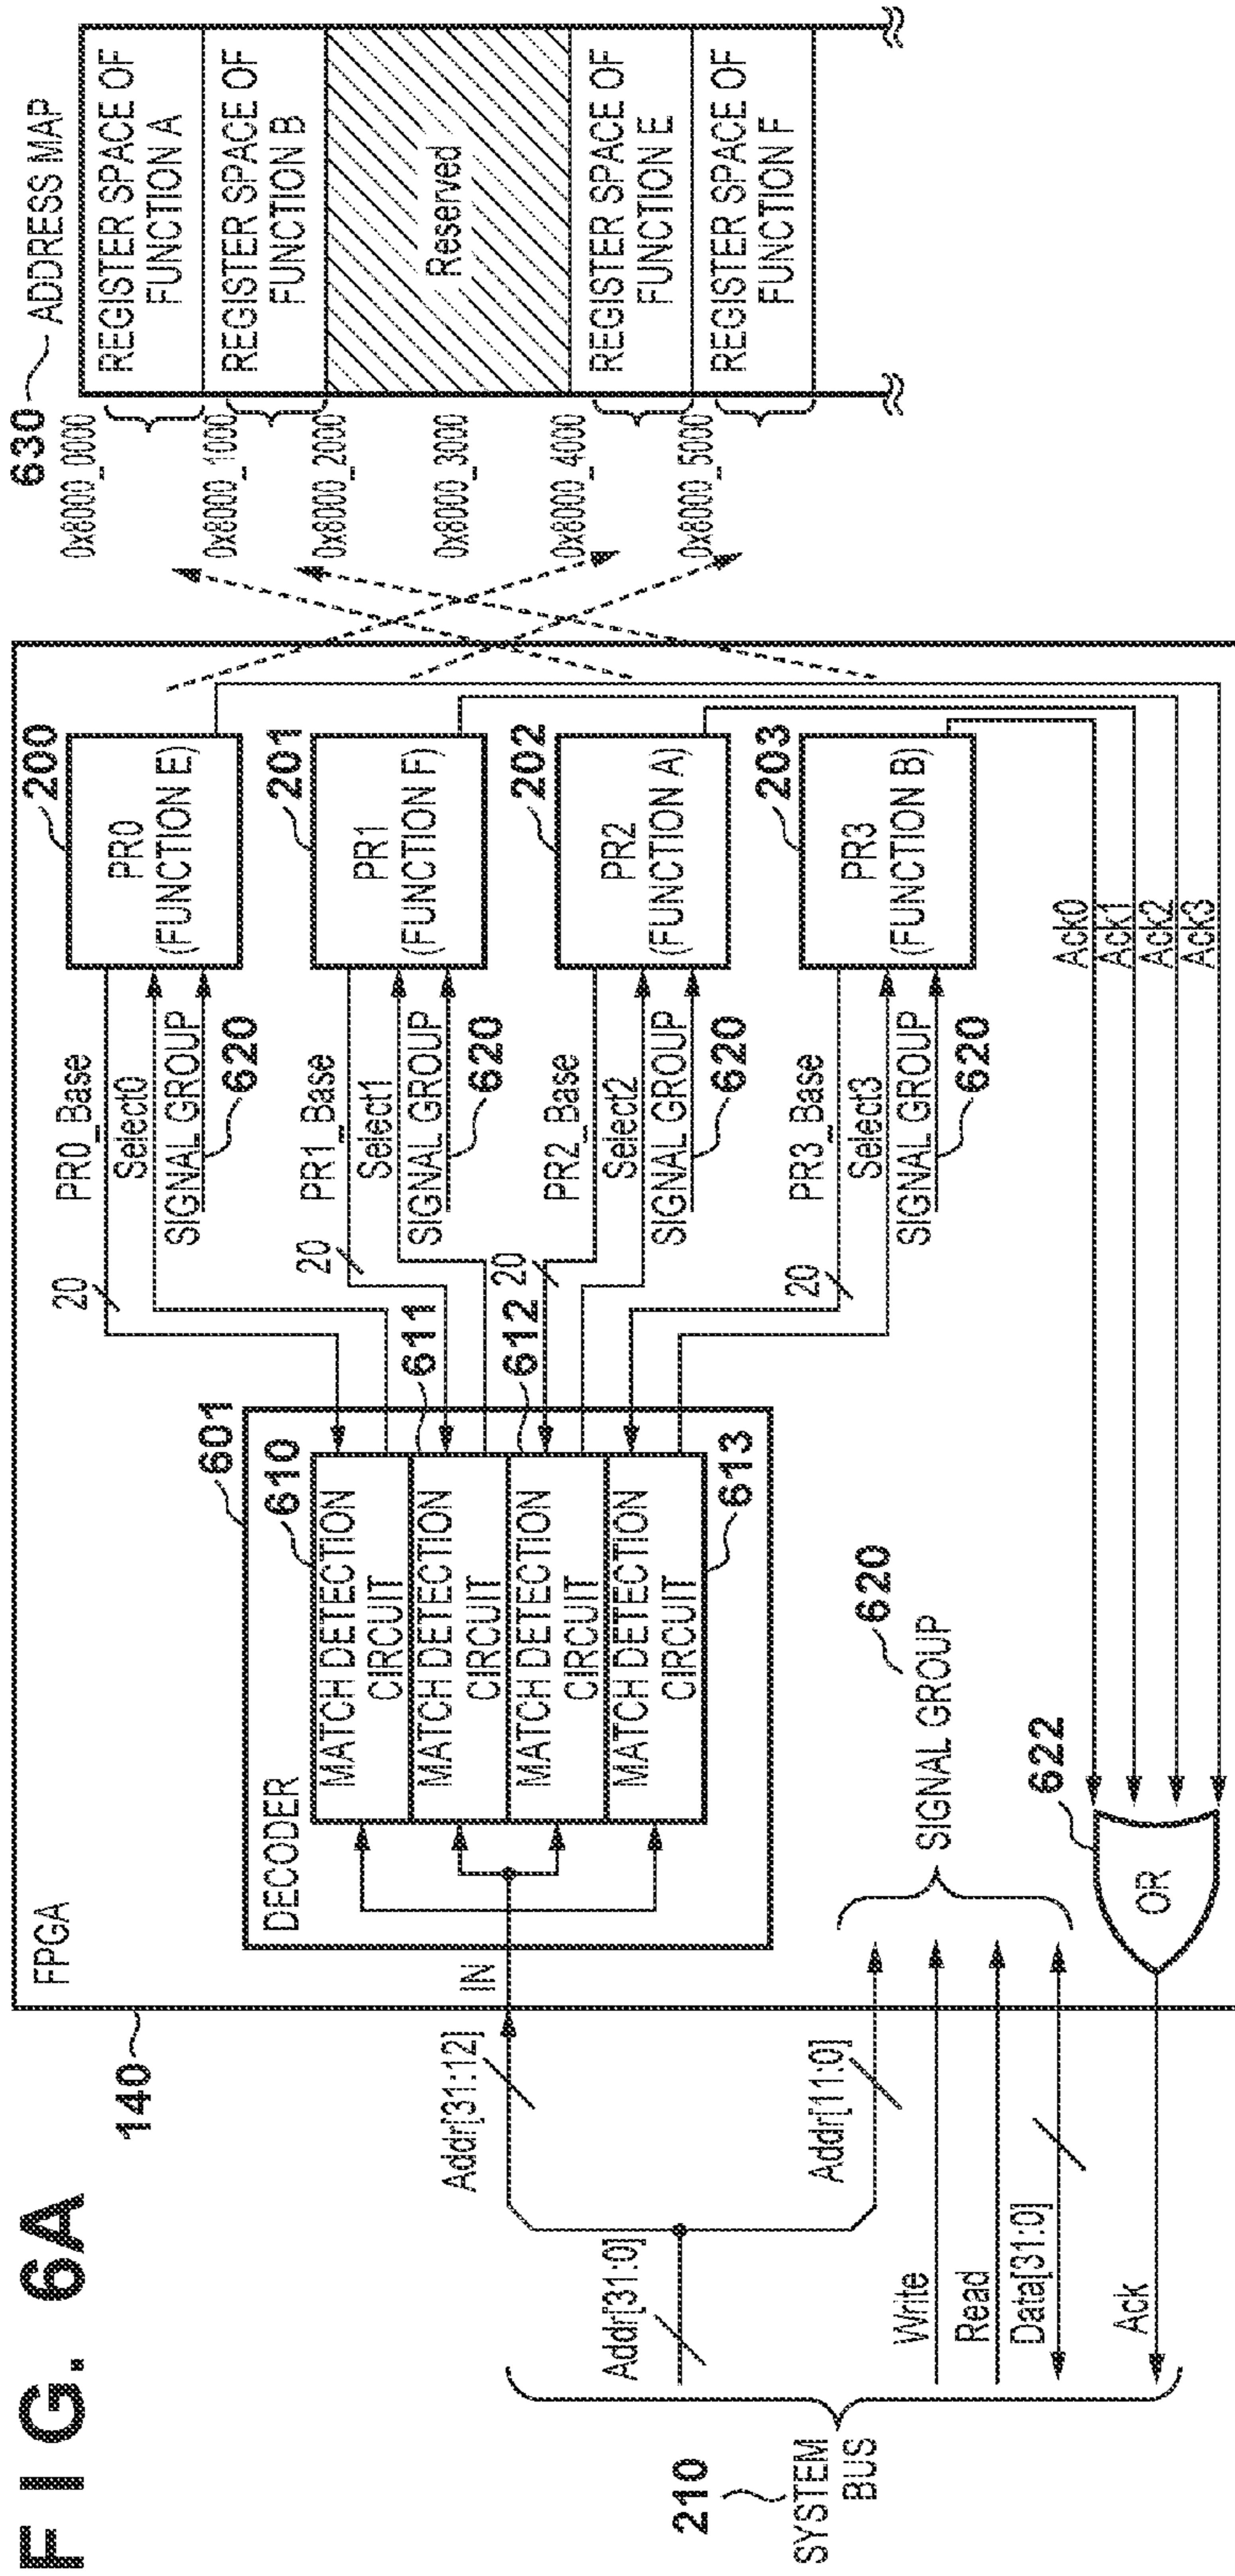 FIG. 6A
140
FPGA
210
SYSTEM
BUS
Addr[31:0]
Addr[31:12]
Addr[11:0]
Write
Read
Data[31:0]
Ack
IN
DECODER
601
610
MATCH DETECTION
CIRCUIT
611
MATCH DETECTION
CIRCUIT
612
MATCH DETECTION
CIRCUIT
613
MATCH DETECTION
CIRCUIT
SIGNAL GROUP
620
622
OR
20
PR0_Base
Select0
SIGNAL GROUP
620
200
PR0
(FUNCTION E)
20
PR1_Base
Select1
SIGNAL GROUP
620
201
PR1
(FUNCTION F)
20
PR2_Base
Select2
SIGNAL GROUP
620
202
PR2
(FUNCTION A)
20
PR3_Base
Select3
SIGNAL GROUP
620
203
PR3
(FUNCTION B)
Ack0
Ack1
Ack2
Ack3
630
ADDRESS MAP
0x8000_0000
REGISTER SPACE OF
FUNCTION A
0x8000_1000
REGISTER SPACE OF
FUNCTION B
0x8000_2000
Reserved
0x8000_3000
0x8000_4000
REGISTER SPACE OF
FUNCTION E
0x8000_5000
REGISTER SPACE OF
FUNCTION F